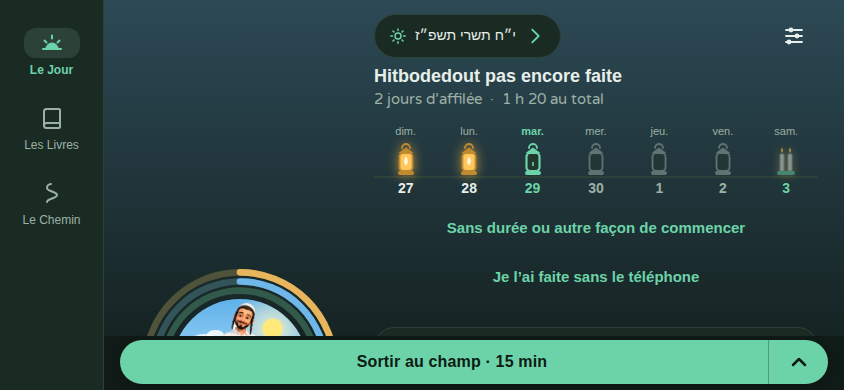 Le Jour
Les Livres
Le Chemin
י״ח תשרי תשפ״ז
Hitbodedout pas encore faite
2 jours d’affilée · 1 h 20 au total
dim. lun. mar. mer. jeu. ven. sam.
27 28 29 30 1 2 3
Sans durée ou autre façon de commencer
Je l’ai faite sans le téléphone
Sortir au champ · 15 min